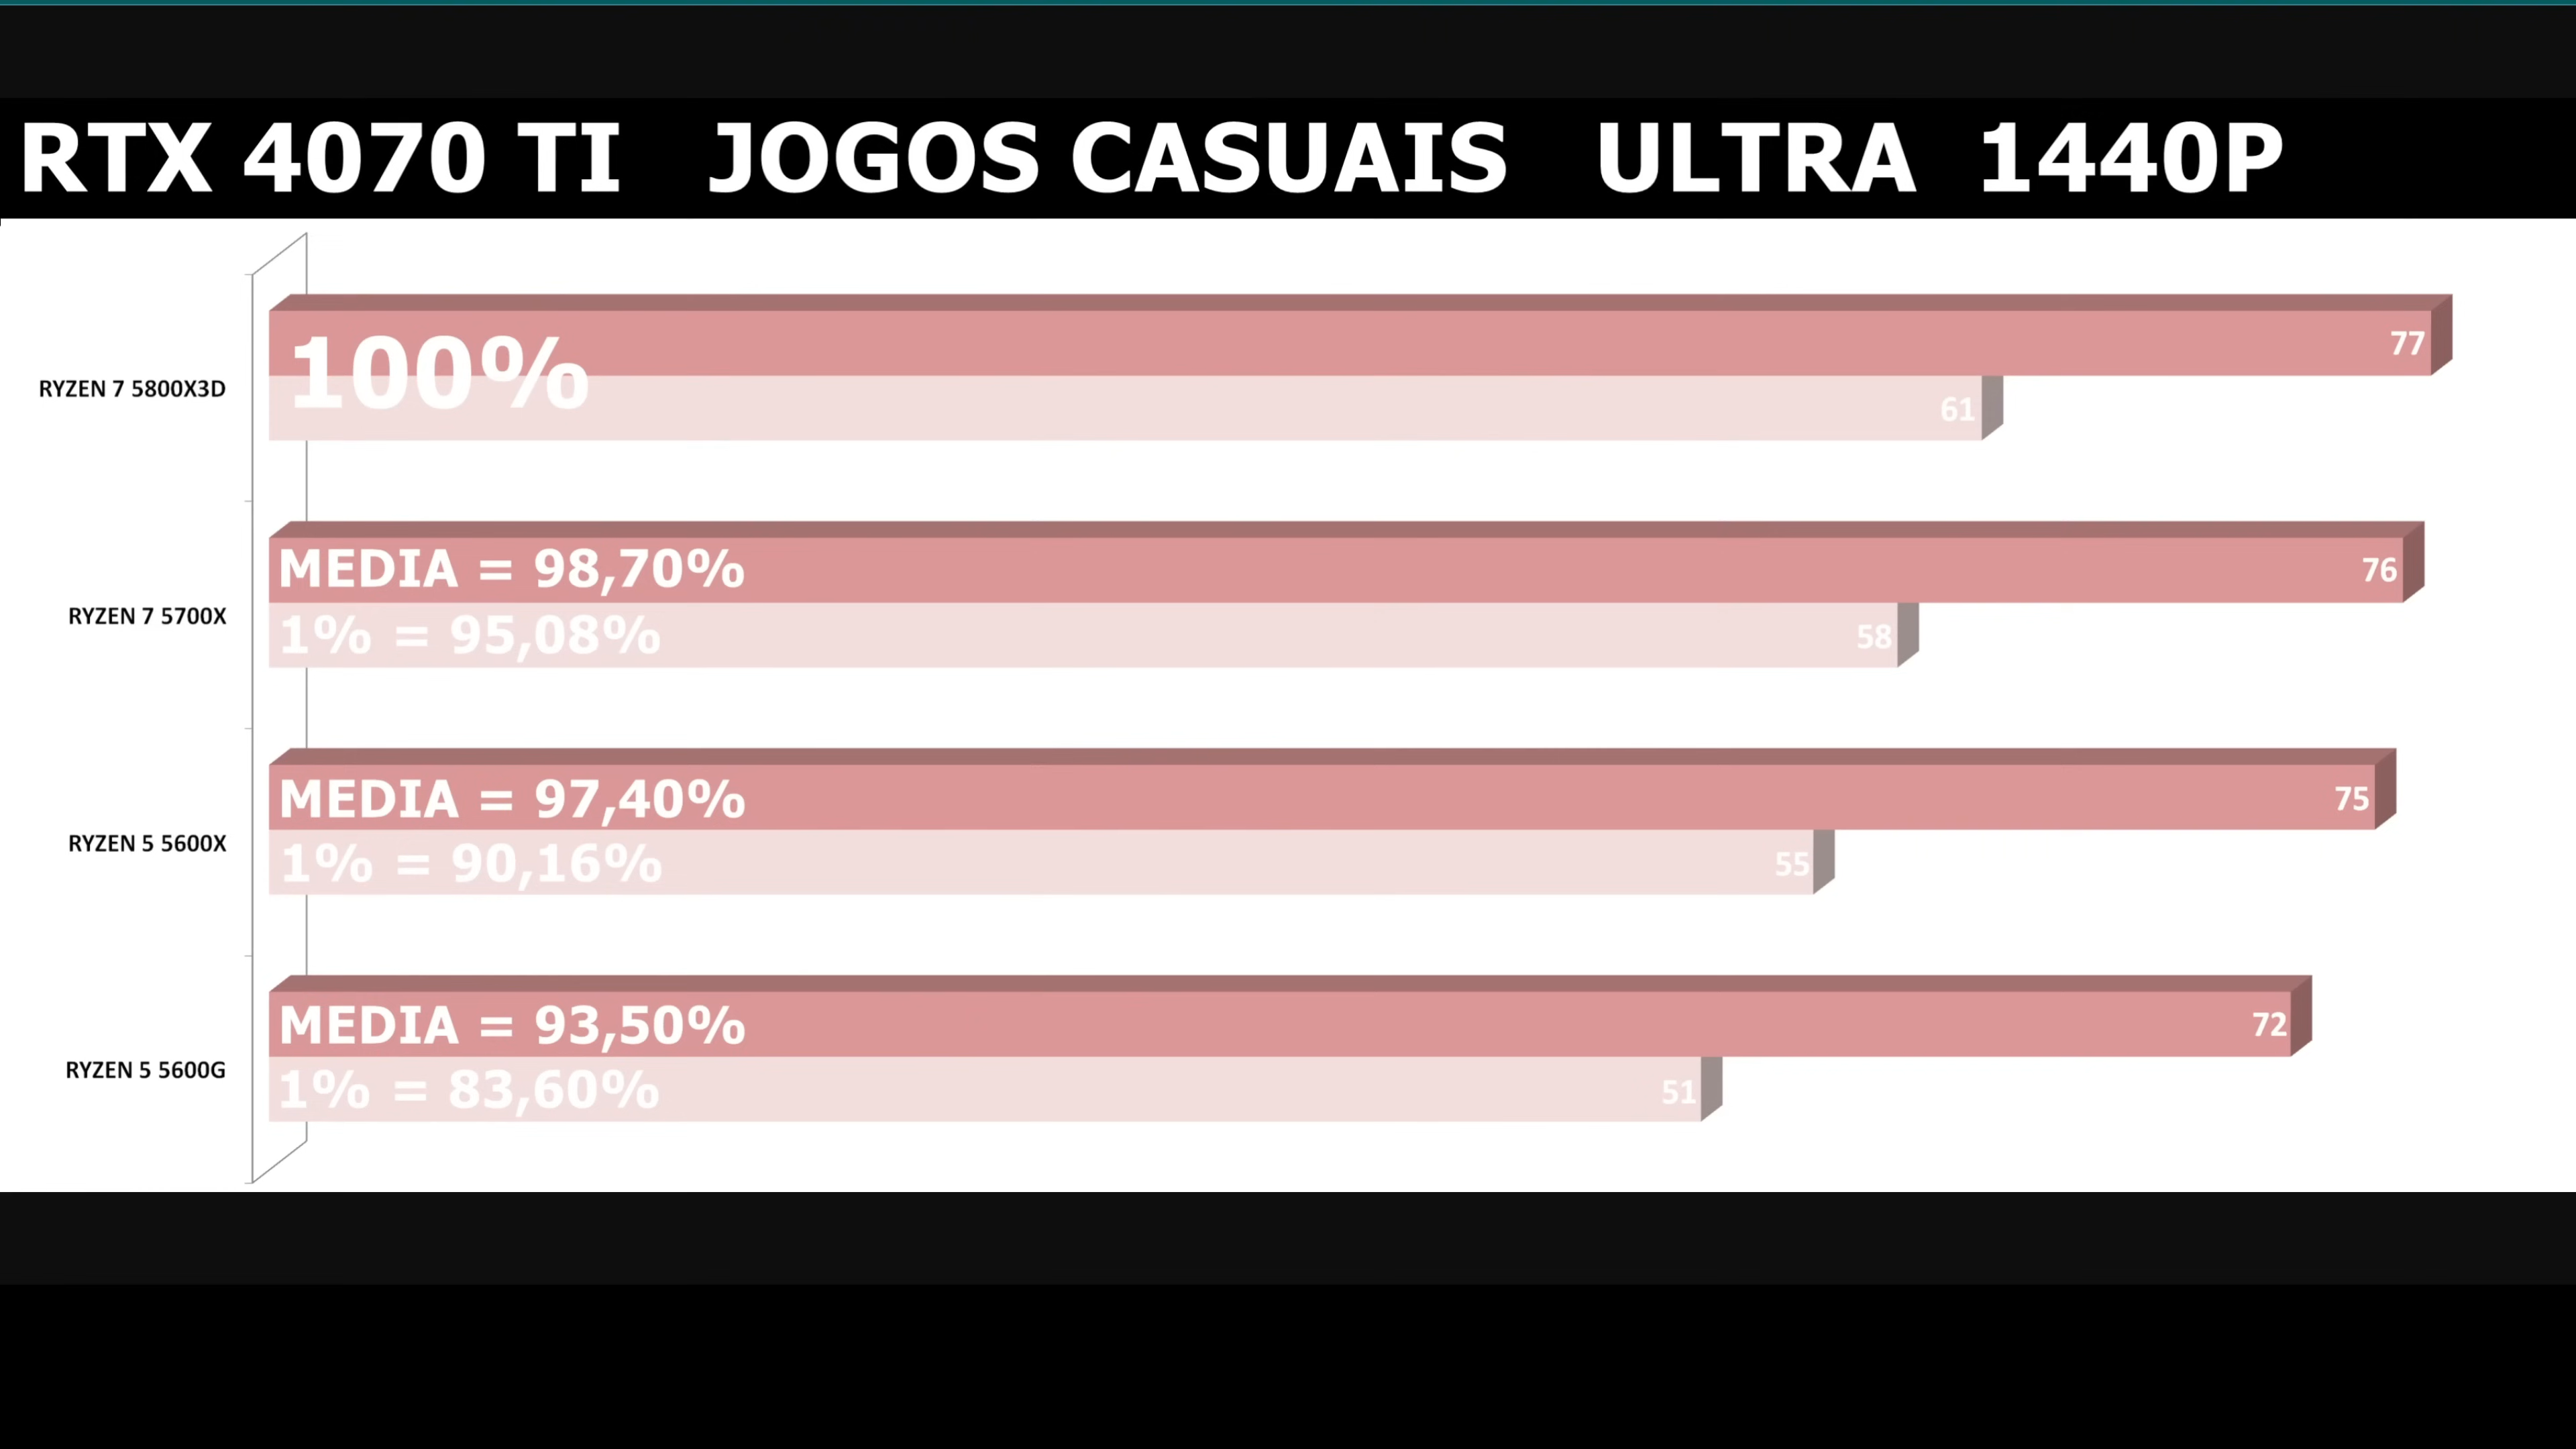 RTX 4070 TI JOGOS CASUAIS ULTRA 1440P
RYZEN 7 5800X3D
100%
77
61
RYZEN 7 5700X
MEDIA = 98,70%
76
1% = 95,08%
58
RYZEN 5 5600X
MEDIA = 97,40%
75
1% = 90,16%
55
RYZEN 5 5600G
MEDIA = 93,50%
72
1% = 83,60%
51